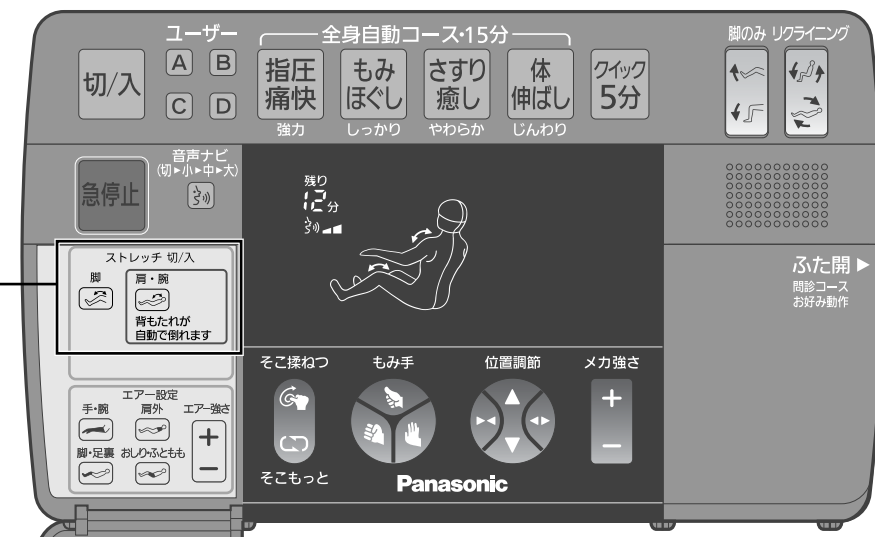 ユーザー
全身自動コース・15分
脚のみ リクライニング
切/入
A B
C D
指圧
痛快
強力
もみ
ほぐし
しっかり
さすり
癒し
やわらか
体
伸ばし
じんわり
クイック
5分
急停止
音声ナビ
(切▶小▶中▶大)
残り
12分
ストレッチ 切/入
脚
肩・腕
背もたれが
自動で倒れます
ふた開▶
問診コース
お好み動作
エアー設定
手・腕
肩外
エアー強さ
+
脚・足裏
おしり・ふともも
−
そこ揉ねつ
もみ手
位置調節
メカ強さ
+
−
そこもっと
Panasonic